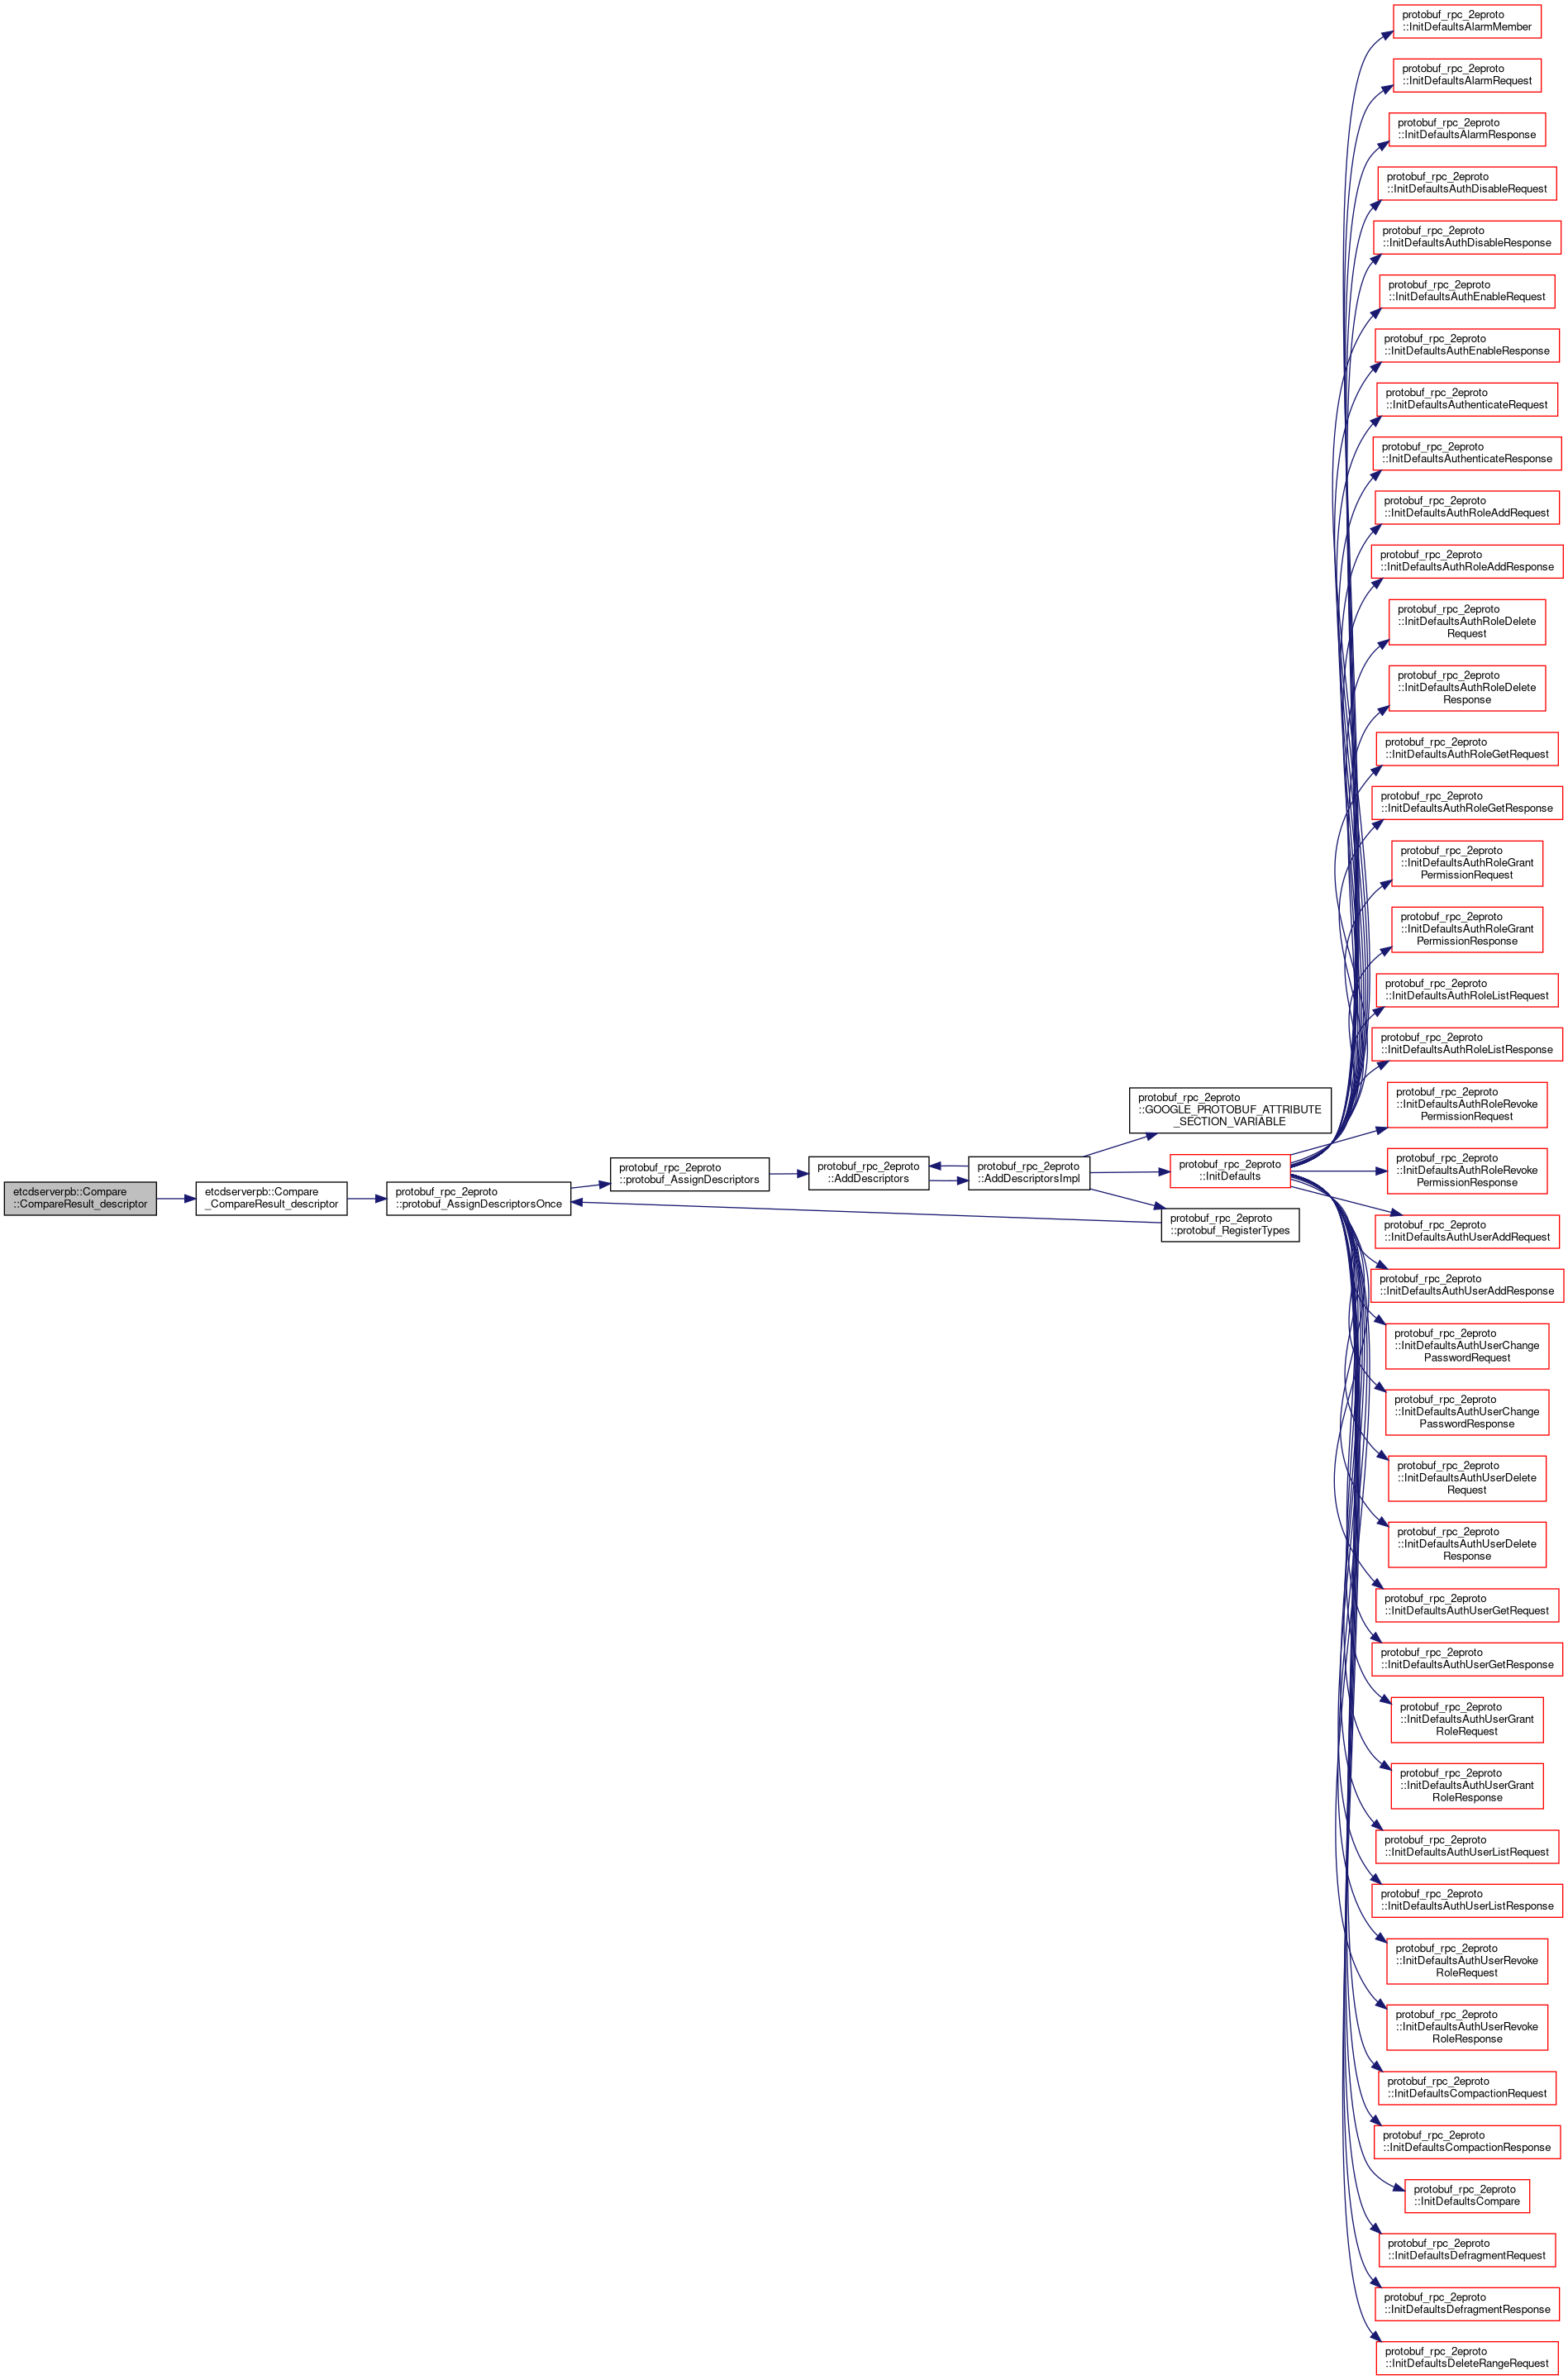 etcdserverpb::Compare
::CompareResult_descriptor
etcdserverpb::Compare
_CompareResult_descriptor
protobuf_rpc_2eproto
::protobuf_AssignDescriptorsOnce
protobuf_rpc_2eproto
::protobuf_AssignDescriptors
protobuf_rpc_2eproto
::AddDescriptors
protobuf_rpc_2eproto
::AddDescriptorsImpl
protobuf_rpc_2eproto
::GOOGLE_PROTOBUF_ATTRIBUTE
_SECTION_VARIABLE
protobuf_rpc_2eproto
::InitDefaults
protobuf_rpc_2eproto
::protobuf_RegisterTypes
protobuf_rpc_2eproto
::InitDefaultsAlarmMember
protobuf_rpc_2eproto
::InitDefaultsAlarmRequest
protobuf_rpc_2eproto
::InitDefaultsAlarmResponse
protobuf_rpc_2eproto
::InitDefaultsAuthDisableRequest
protobuf_rpc_2eproto
::InitDefaultsAuthDisableResponse
protobuf_rpc_2eproto
::InitDefaultsAuthEnableRequest
protobuf_rpc_2eproto
::InitDefaultsAuthEnableResponse
protobuf_rpc_2eproto
::InitDefaultsAuthenticateRequest
protobuf_rpc_2eproto
::InitDefaultsAuthenticateResponse
protobuf_rpc_2eproto
::InitDefaultsAuthRoleAddRequest
protobuf_rpc_2eproto
::InitDefaultsAuthRoleAddResponse
protobuf_rpc_2eproto
::InitDefaultsAuthRoleDelete
Request
protobuf_rpc_2eproto
::InitDefaultsAuthRoleDelete
Response
protobuf_rpc_2eproto
::InitDefaultsAuthRoleGetRequest
protobuf_rpc_2eproto
::InitDefaultsAuthRoleGetResponse
protobuf_rpc_2eproto
::InitDefaultsAuthRoleGrant
PermissionRequest
protobuf_rpc_2eproto
::InitDefaultsAuthRoleGrant
PermissionResponse
protobuf_rpc_2eproto
::InitDefaultsAuthRoleListRequest
protobuf_rpc_2eproto
::InitDefaultsAuthRoleListResponse
protobuf_rpc_2eproto
::InitDefaultsAuthRoleRevoke
PermissionRequest
protobuf_rpc_2eproto
::InitDefaultsAuthRoleRevoke
PermissionResponse
protobuf_rpc_2eproto
::InitDefaultsAuthUserAddRequest
protobuf_rpc_2eproto
::InitDefaultsAuthUserAddResponse
protobuf_rpc_2eproto
::InitDefaultsAuthUserChange
PasswordRequest
protobuf_rpc_2eproto
::InitDefaultsAuthUserChange
PasswordResponse
protobuf_rpc_2eproto
::InitDefaultsAuthUserDelete
Request
protobuf_rpc_2eproto
::InitDefaultsAuthUserDelete
Response
protobuf_rpc_2eproto
::InitDefaultsAuthUserGetRequest
protobuf_rpc_2eproto
::InitDefaultsAuthUserGetResponse
protobuf_rpc_2eproto
::InitDefaultsAuthUserGrant
RoleRequest
protobuf_rpc_2eproto
::InitDefaultsAuthUserGrant
RoleResponse
protobuf_rpc_2eproto
::InitDefaultsAuthUserListRequest
protobuf_rpc_2eproto
::InitDefaultsAuthUserListResponse
protobuf_rpc_2eproto
::InitDefaultsAuthUserRevoke
RoleRequest
protobuf_rpc_2eproto
::InitDefaultsAuthUserRevoke
RoleResponse
protobuf_rpc_2eproto
::InitDefaultsCompactionRequest
protobuf_rpc_2eproto
::InitDefaultsCompactionResponse
protobuf_rpc_2eproto
::InitDefaultsCompare
protobuf_rpc_2eproto
::InitDefaultsDefragmentRequest
protobuf_rpc_2eproto
::InitDefaultsDefragmentResponse
protobuf_rpc_2eproto
::InitDefaultsDeleteRangeRequest